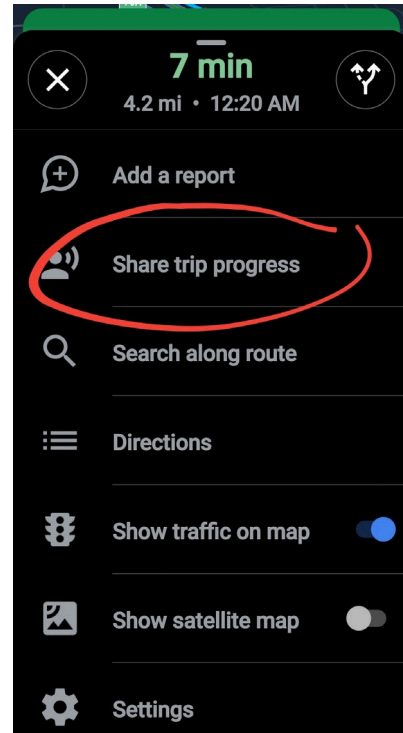 7 min
4.2 mi • 12:20 AM
Add a report
Share trip progress
Search along route
Directions
Show traffic on map
Show satellite map
Settings